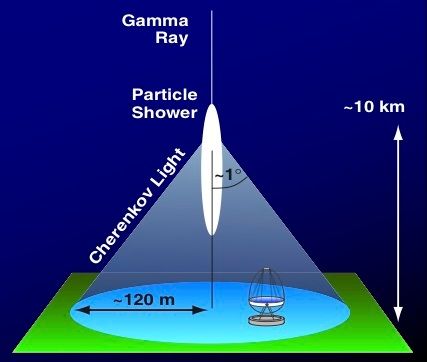 Gamma
Ray
Particle
Shower
~10 km
Cherenkov Light
~1°
~120 m